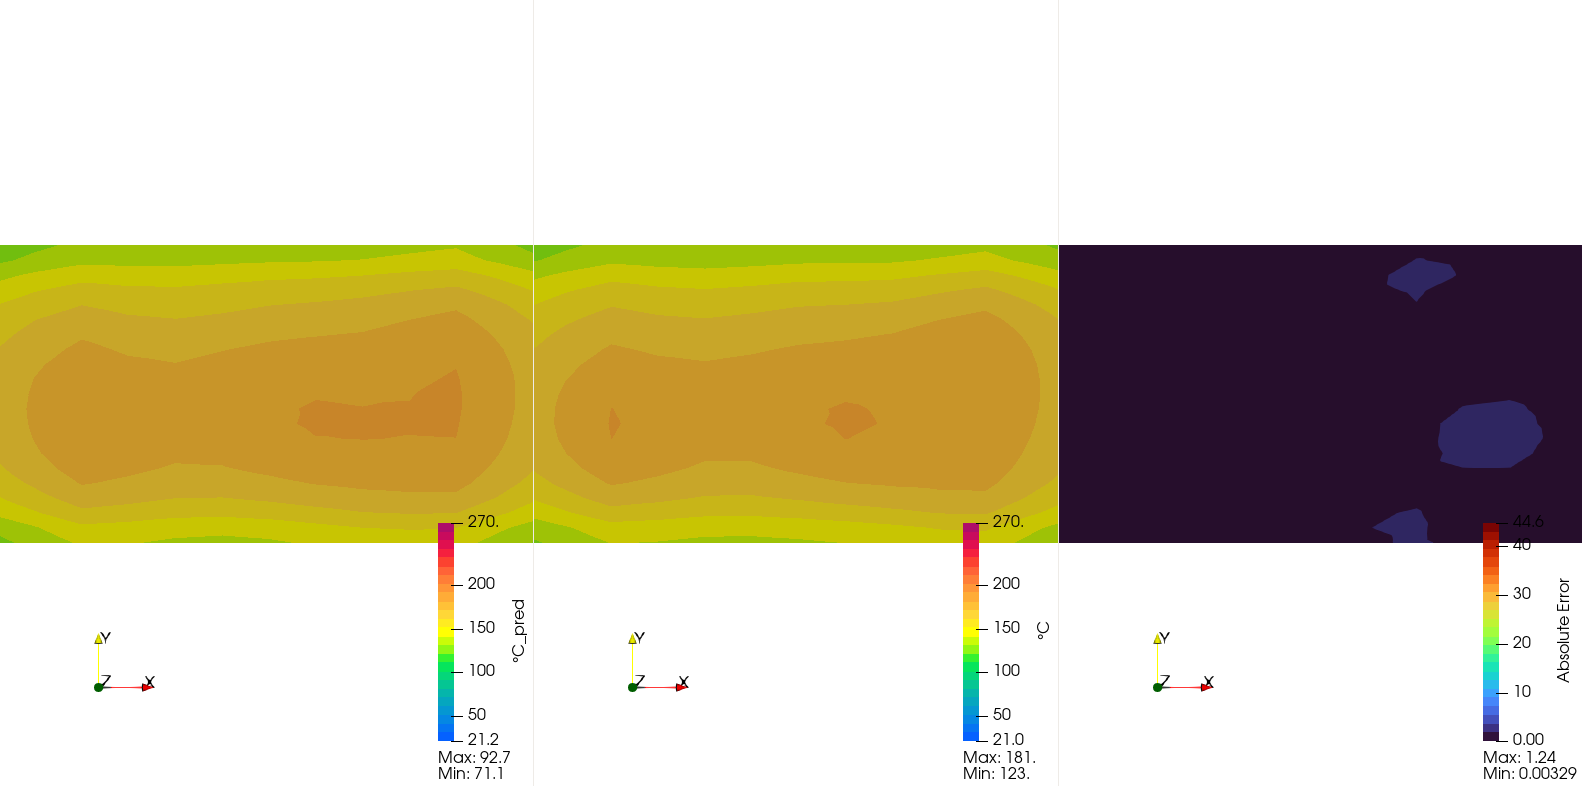 270.
200
150
100
50
21.2
°C_pred
Max: 92.7
Min: 71.1
Y
Z
X
270.
200
150
100
50
21.0
°C
Max: 181.
Min: 123.
Y
Z
X
44.6
40
30
20
10
0.00
Absolute Error
Max: 1.24
Min: 0.00329
Y
Z
X